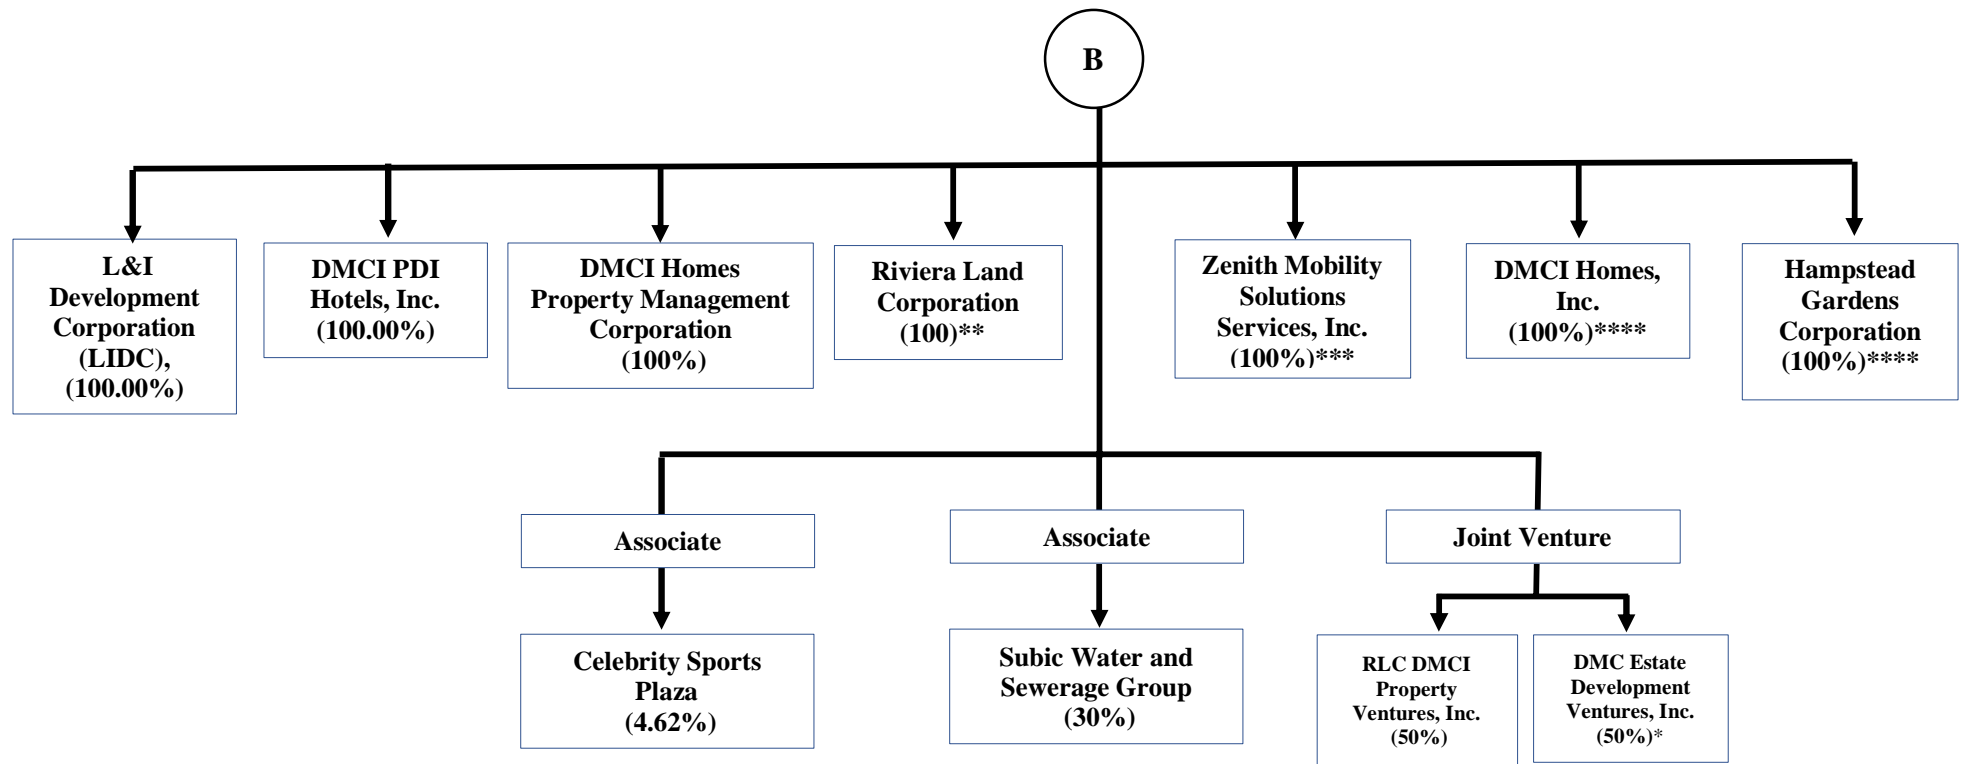 B
L&I
Development
Corporation
(LIDC),
(100.00%)
DMCI PDI
Hotels, Inc.
(100.00%)
DMCI Homes
Property Management
Corporation
(100%)
Riviera Land
Corporation
(100)**
Zenith Mobility
Solutions
Services, Inc.
(100%)***
DMCI Homes,
Inc.
(100%)****
Hampstead
Gardens
Corporation
(100%)****
Associate
Associate
Joint Venture
Celebrity Sports
Plaza
(4.62%)
Subic Water and
Sewerage Group
(30%)
RLC DMCI
Property
Ventures, Inc.
(50%)
DMC Estate
Development
Ventures, Inc.
(50%)*